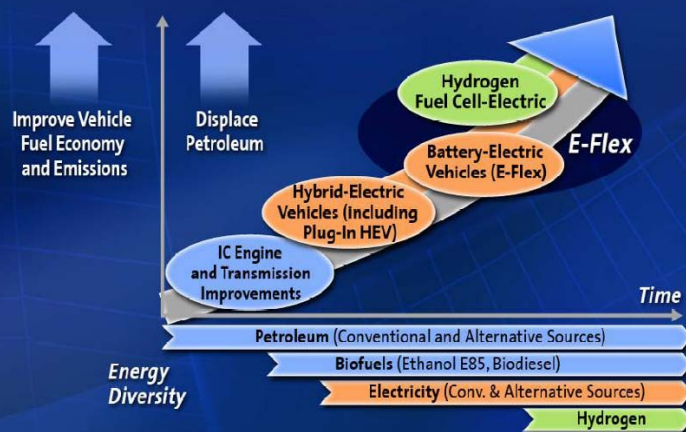 Improve Vehicle
Fuel Economy
and Emissions
Displace
Petroleum
Hydrogen
Fuel Cell-Electric
E-Flex
Battery-Electric
Vehicles (E-Flex)
Hybrid-Electric
Vehicles (including
Plug-In HEV)
IC Engine
and Transmission
Improvements
Time
Petroleum (Conventional and Alternative Sources)
Energy
Diversity
Biofuels (Ethanol E85, Biodiesel)
Electricity (Conv. & Alternative Sources)
Hydrogen